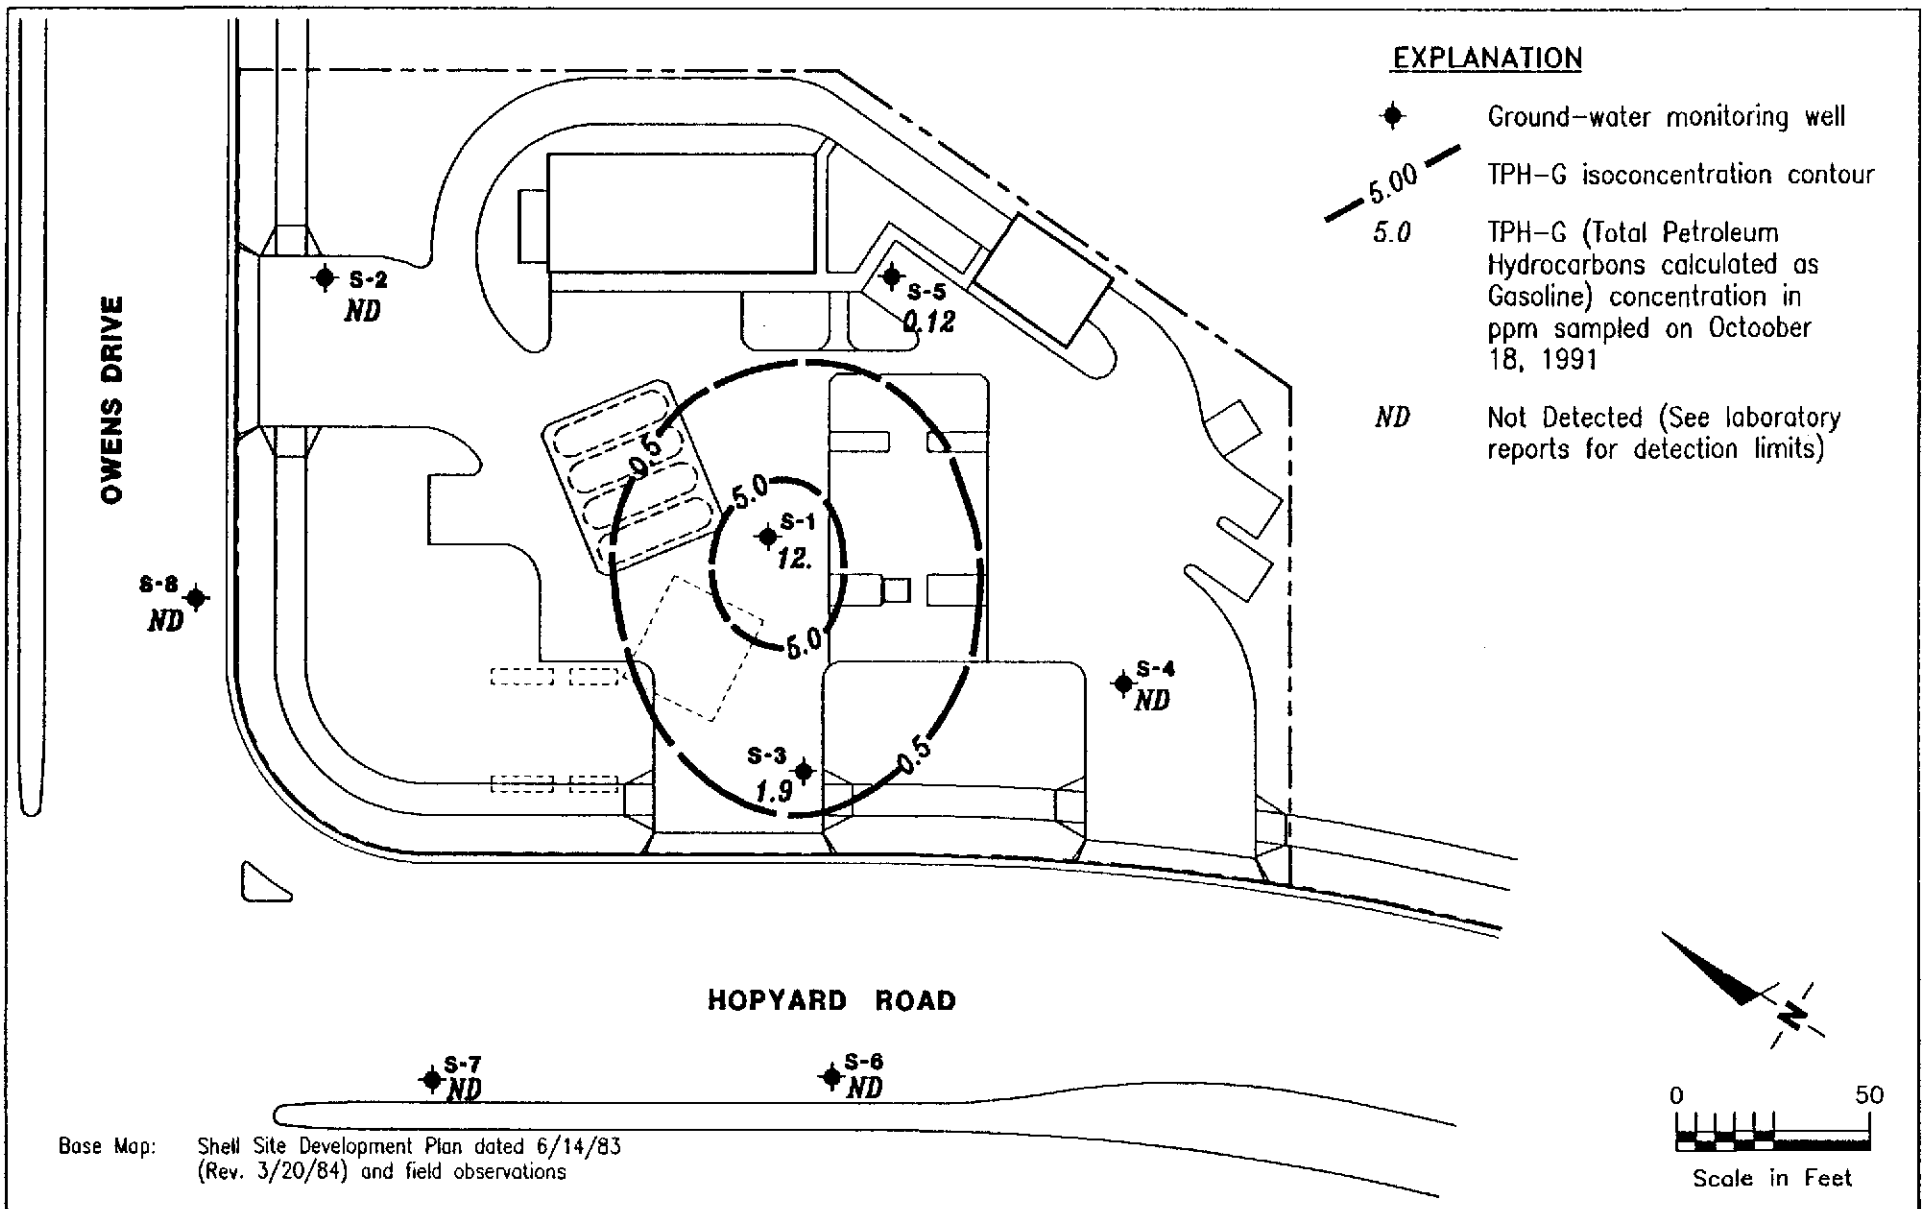 EXPLANATION
Ground-water monitoring well
5.00
TPH-G isoconcentration contour
5.0
TPH-G (Total Petroleum
Hydrocarbons calculated as
Gasoline) concentration in
ppm sampled on Octoober
18, 1991
ND
Not Detected (See laboratory
reports for detection limits)
OWENS DRIVE
S-2
ND
S-5
0.12
0.5
5.0
S-1
12.
S-8
ND
5.0
S-4
ND
S-3
1.9
0.5
HOPYARD ROAD
N
S-7
ND
S-6
ND
0 50
Scale in Feet
Base Map: Shell Site Development Plan dated 6/14/83
(Rev. 3/20/84) and field observations